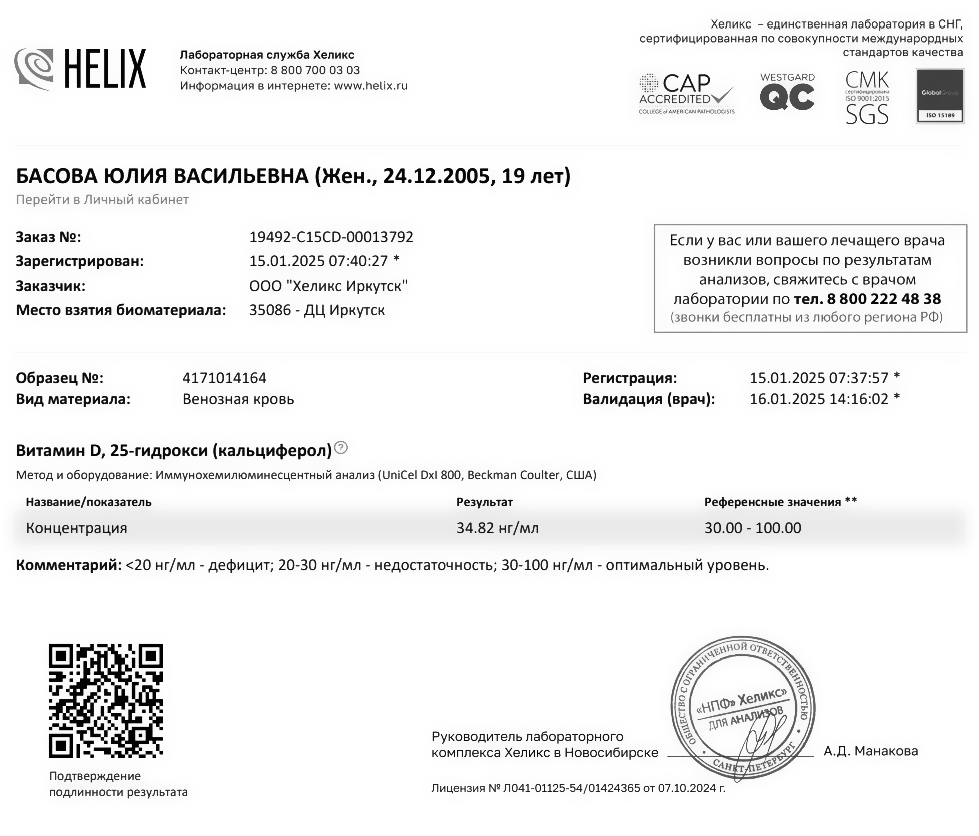 HELIX
Лабораторная служба Хеликс
Контакт-центр: 8 800 700 03 03
Информация в интернете: www.helix.ru
Хеликс – единственная лаборатория в СНГ,
сертифицированная по совокупности международных
стандартов качества
CAP
ACCREDITED
COLLEGE of AMERICAN PATHOLOGISTS
WESTGARD
QC
СМК
сертифицирована
ISO 9001:2015
SGS
GlobalGroup
ISO 15189
БАСОВА ЮЛИЯ ВАСИЛЬЕВНА (Жен., 24.12.2005, 19 лет)
Перейти в Личный кабинет
Заказ №: 19492-C15CD-00013792
Зарегистрирован: 15.01.2025 07:40:27 *
Заказчик: ООО "Хеликс Иркутск"
Место взятия биоматериала: 35086 - ДЦ Иркутск
Если у вас или вашего лечащего врача
возникли вопросы по результатам
анализов, свяжитесь с врачом
лаборатории по тел. 8 800 222 48 38
(звонки бесплатны из любого региона РФ)
Образец №: 4171014164
Вид материала: Венозная кровь
Регистрация: 15.01.2025 07:37:57 *
Валидация (врач): 16.01.2025 14:16:02 *
Витамин D, 25-гидрокси (кальциферол) ?
Метод и оборудование: Иммунохемилюминесцентный анализ (UniCel DxI 800, Beckman Coulter, США)
Название/показатель Результат Референсные значения **
Концентрация 34.82 нг/мл 30.00 - 100.00
Комментарий: <20 нг/мл - дефицит; 20-30 нг/мл - недостаточность; 30-100 нг/мл - оптимальный уровень.
Подтверждение
подлинности результата
Руководитель лабораторного
комплекса Хеликс в Новосибирске
ОБЩЕСТВО С ОГРАНИЧЕННОЙ ОТВЕТСТВЕННОСТЬЮ
«НПФ» Хеликс»
ДЛЯ АНАЛИЗОВ
САНКТ-ПЕТЕРБУРГ
А.Д. Манакова
Лицензия № Л041-01125-54/01424365 от 07.10.2024 г.